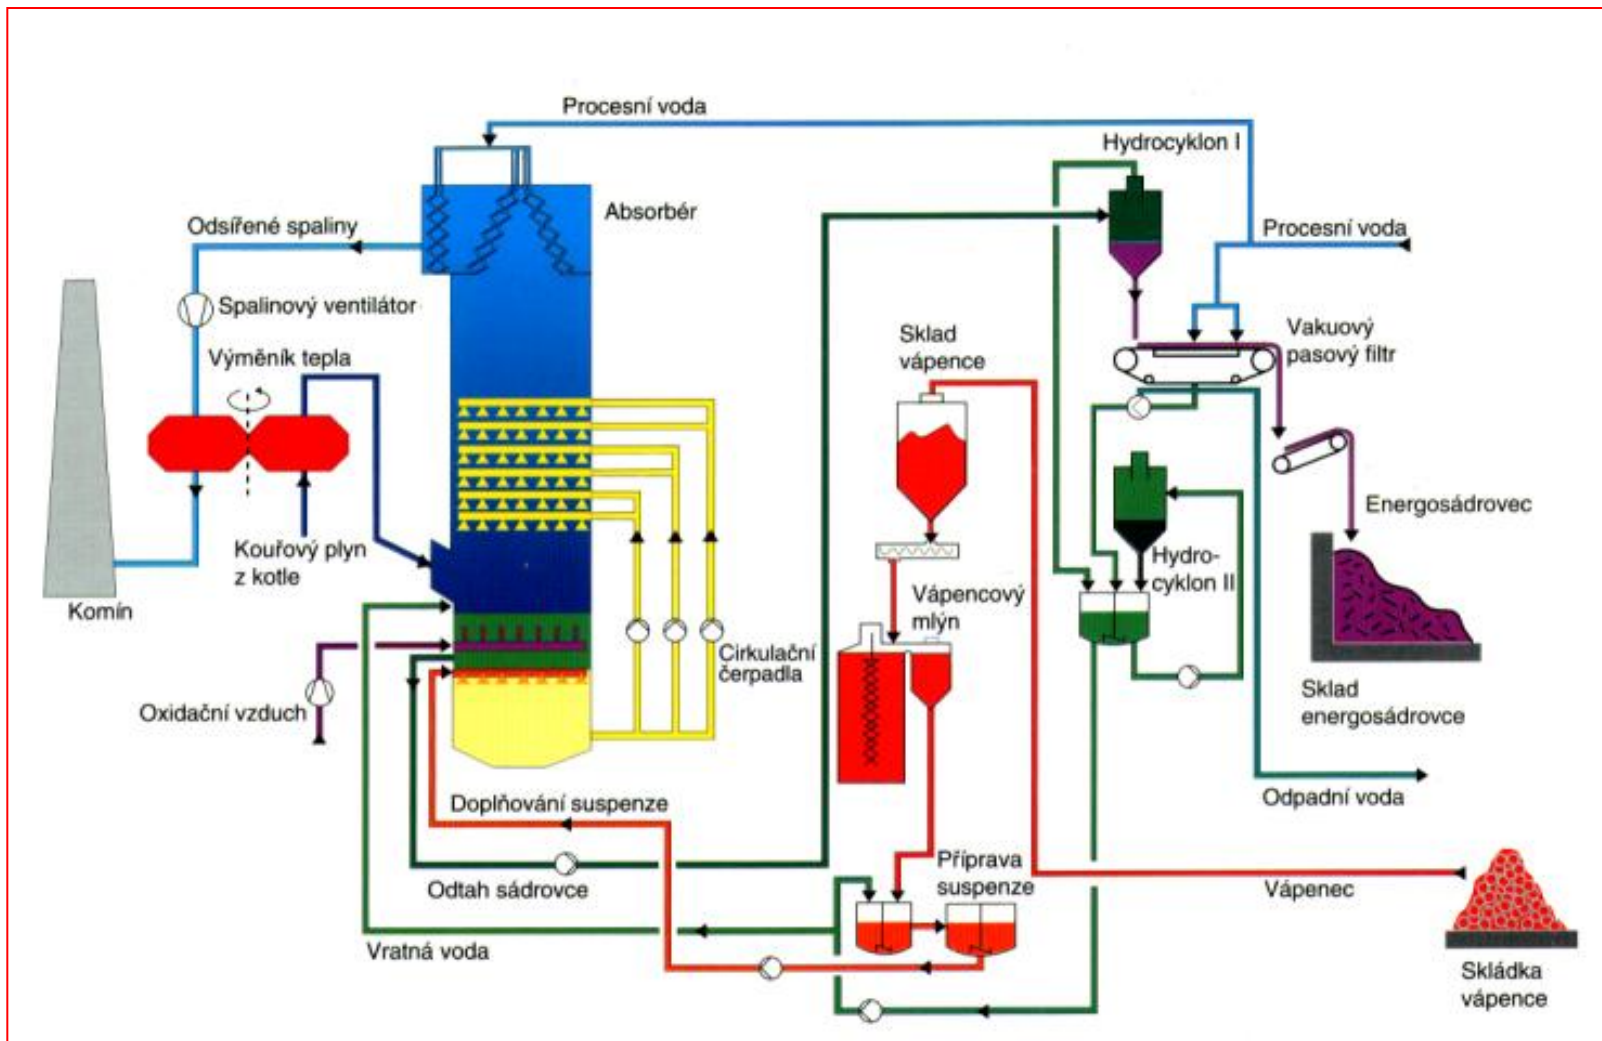 Procesní voda
Hydrocyklon I
Absorbér
Odsířené spaliny
Procesní voda
Spalinový ventilátor
Sklad
vápence
Vakuový
pasový filtr
Výměník tepla
Energosádrovec
Kouřový plyn
z kotle
Hydro-
cyklon II
Komín
Vápencový
mlýn
Cirkulační
čerpadla
Sklad
energosádrovce
Oxidační vzduch
Doplňování suspenze
Odpadní voda
Příprava
suspenze
Odtah sádrovce
Vápenec
Vratná voda
Skládka
vápence